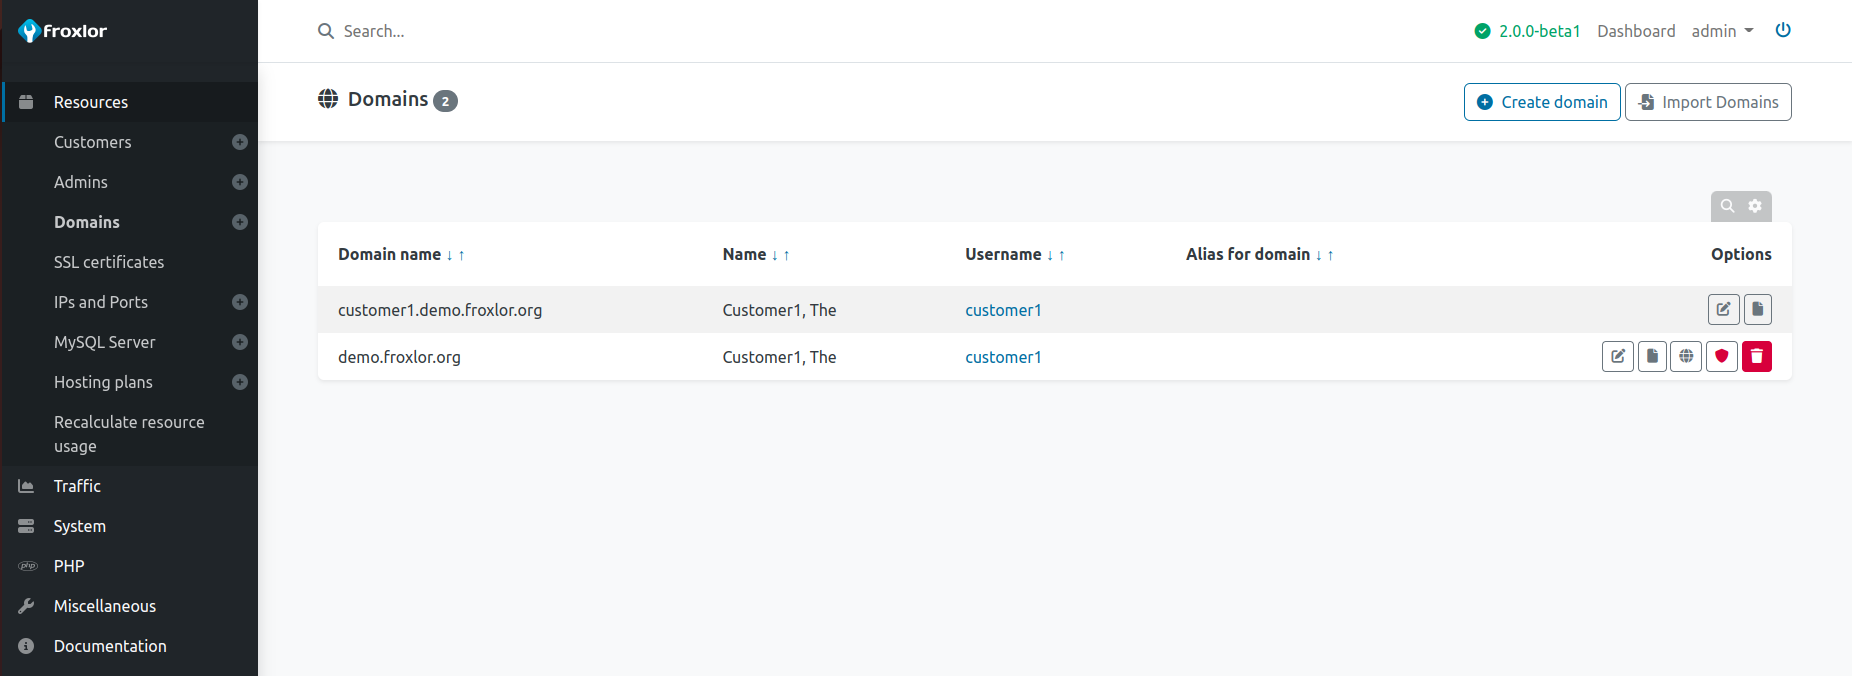 froxlor
Search...
2.0.0-beta1 Dashboard admin
Domains 2
Create domain Import Domains
Resources
Customers
Admins
Domains
SSL certificates
IPs and Ports
MySQL Server
Hosting plans
Recalculate resource
usage
Traffic
System
php PHP
Miscellaneous
Documentation
Domain name ↓ ↑ Name ↓ ↑ Username ↓ ↑ Alias for domain ↓ ↑ Options
customer1.demo.froxlor.org Customer1, The customer1
demo.froxlor.org Customer1, The customer1